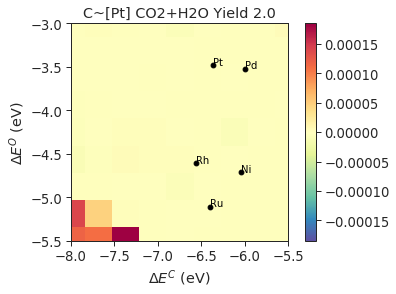 C~[Pt] CO2+H2O Yield 2.0
−3.0
−3.5
−4.0
−4.5
−5.0
−5.5
ΔE^O (eV)
Pt
Pd
Rh
Ni
Ru
−8.0 −7.5 −7.0 −6.5 −6.0 −5.5
ΔE^C (eV)
0.00015
0.00010
0.00005
0.00000
−0.00005
−0.00010
−0.00015